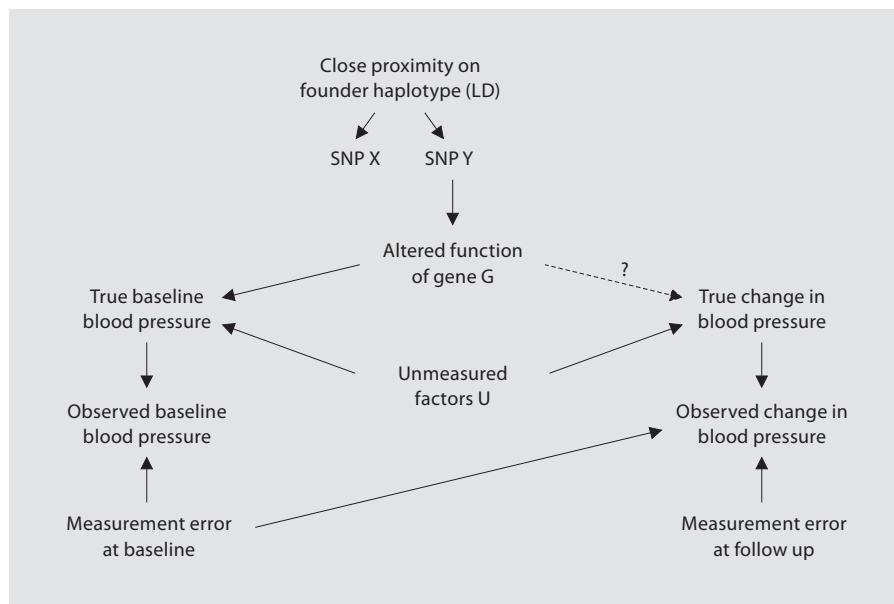 Close proximity on
founder haplotype (LD)
SNP X
SNP Y
Altered function
of gene G
?
True baseline
blood pressure
True change in
blood pressure
Unmeasured
factors U
Observed baseline
blood pressure
Observed change in
blood pressure
Measurement error
at baseline
Measurement error
at follow up